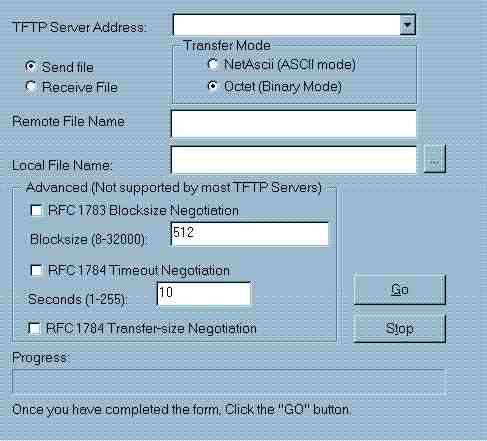 TFTP Server Address:
Transfer Mode
Send file
NetAscii (ASCII mode)
Receive File
Octet (Binary Mode)
Remote File Name
Local File Name:
...
Advanced (Not supported by most TFTP Servers)
RFC 1783 Blocksize Negotiation
Blocksize (8-32000):
512
RFC 1784 Timeout Negotiation
Seconds (1-255):
10
Go
RFC 1784 Transfer-size Negotiation
Stop
Progress:
Once you have completed the form, Click the "GO" button.